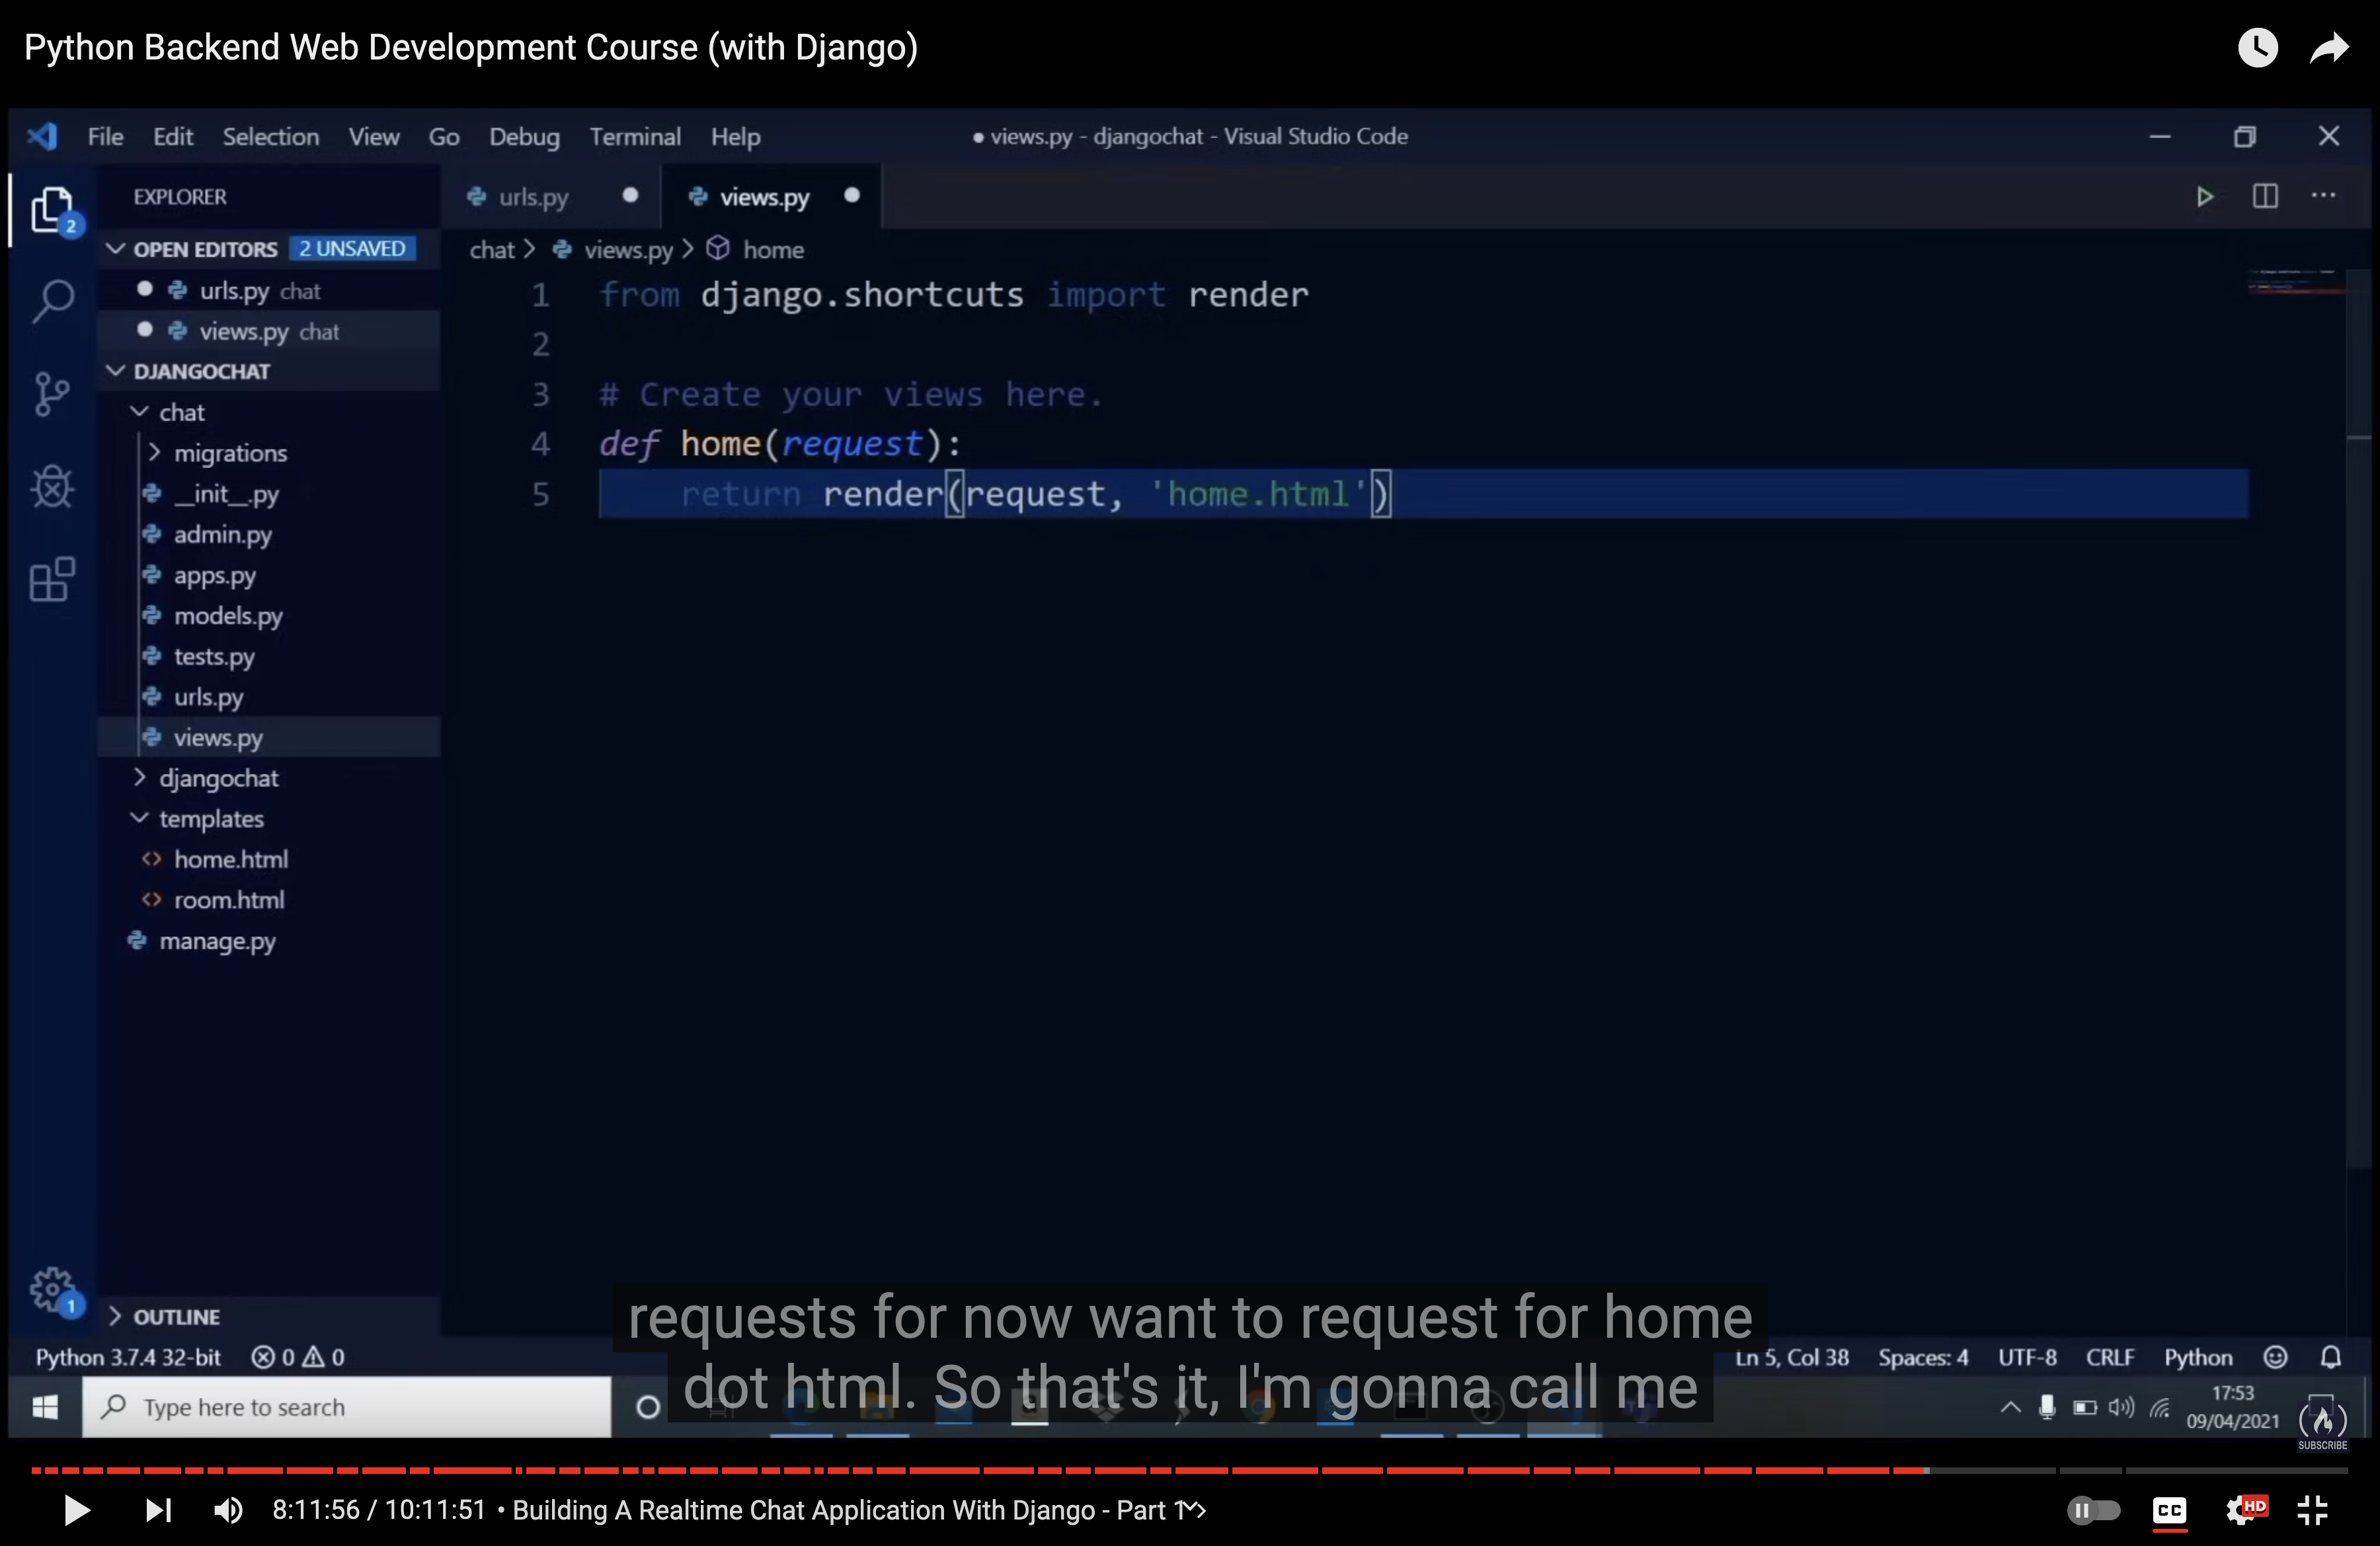 Python Backend Web Development Course (with Django)
File Edit Selection View Go Debug Terminal Help
● views.py - djangochat - Visual Studio Code
EXPLORER
OPEN EDITORS 2 UNSAVED
urls.py chat
views.py chat
DJANGOCHAT
chat
migrations
__init__.py
admin.py
apps.py
models.py
tests.py
urls.py
views.py
djangochat
templates
home.html
room.html
manage.py
OUTLINE
2
1
urls.py
views.py
chat > views.py > home
1 from django.shortcuts import render
2
3 # Create your views here.
4 def home(request):
5 return render(request, 'home.html')
requests for now want to request for home
dot html. So that's it, I'm gonna call me
Python 3.7.4 32-bit 0 0
Ln 5, Col 38 Spaces: 4 UTF-8 CRLF Python
Type here to search
17:53
09/04/2021
SUBSCRIBE
8:11:56 / 10:11:51 • Building A Realtime Chat Application With Django - Part 1
CC
HD